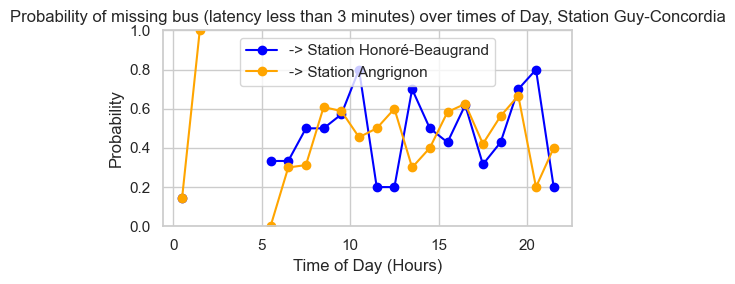 Probability of missing bus (latency less than 3 minutes) over times of Day, Station Guy-Concordia
1.0
0.8
0.6
0.4
0.2
0.0
Probability
-> Station Honoré-Beaugrand
-> Station Angrignon
0
5
10
15
20
Time of Day (Hours)